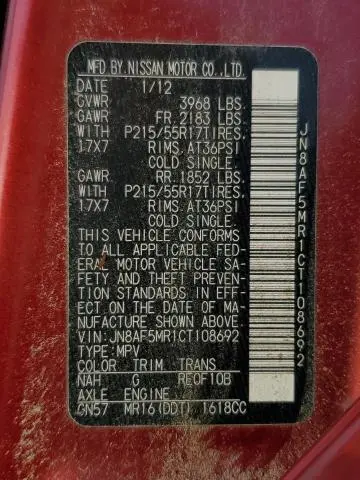 MFD BY NISSAN MOTOR CO., LTD.
DATE 1/12
GVWR 3968 LBS.
GAWR FR. 2183 LBS.
WITH P215/55R17TIRES,
17X7 RIMS, AT36PSI
COLD SINGLE.
GAWR RR. 1852 LBS.
WITH P215/55R17TIRES,
17X7 RIMS, AT36PSI
COLD SINGLE.
THIS VEHICLE CONFORMS
TO ALL APPLICABLE FED-
ERAL MOTOR VEHICLE SA-
FETY AND THEFT PREVEN-
TION STANDARDS IN EFF-
ECT ON THE DATE OF MA-
NUFACTURE SHOWN ABOVE.
VIN:JN8AF5MR1CT108692
TYPE:MPV
COLOR TRIM TRANS
NAH G RE0F10B
AXLE ENGINE
GN57 MR16(DDT) 1618CC
JN8AF5MR1CT108692